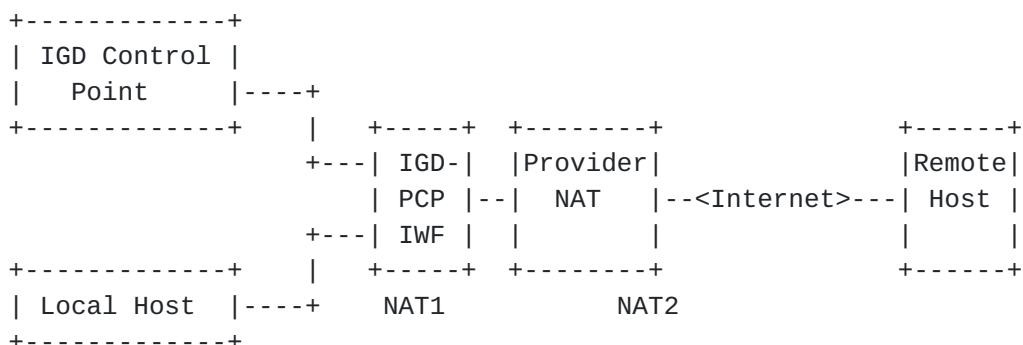 +-------------+
| IGD Control |
|   Point     |----+
+-------------+    |   +-----+  +--------+               +------+
                   +---| IGD-|  |Provider|               |Remote|
                       | PCP |--|  NAT   |--<Internet>---| Host |
                   +---| IWF |  |        |               |      |
+-------------+    |   +-----+  +--------+               +------+
| Local Host  |----+    NAT1           NAT2
+-------------+